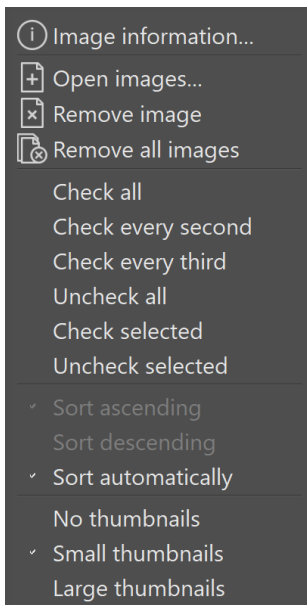 Image information...
Open images...
Remove image
Remove all images
Check all
Check every second
Check every third
Uncheck all
Check selected
Uncheck selected
Sort ascending
Sort descending
Sort automatically
No thumbnails
Small thumbnails
Large thumbnails